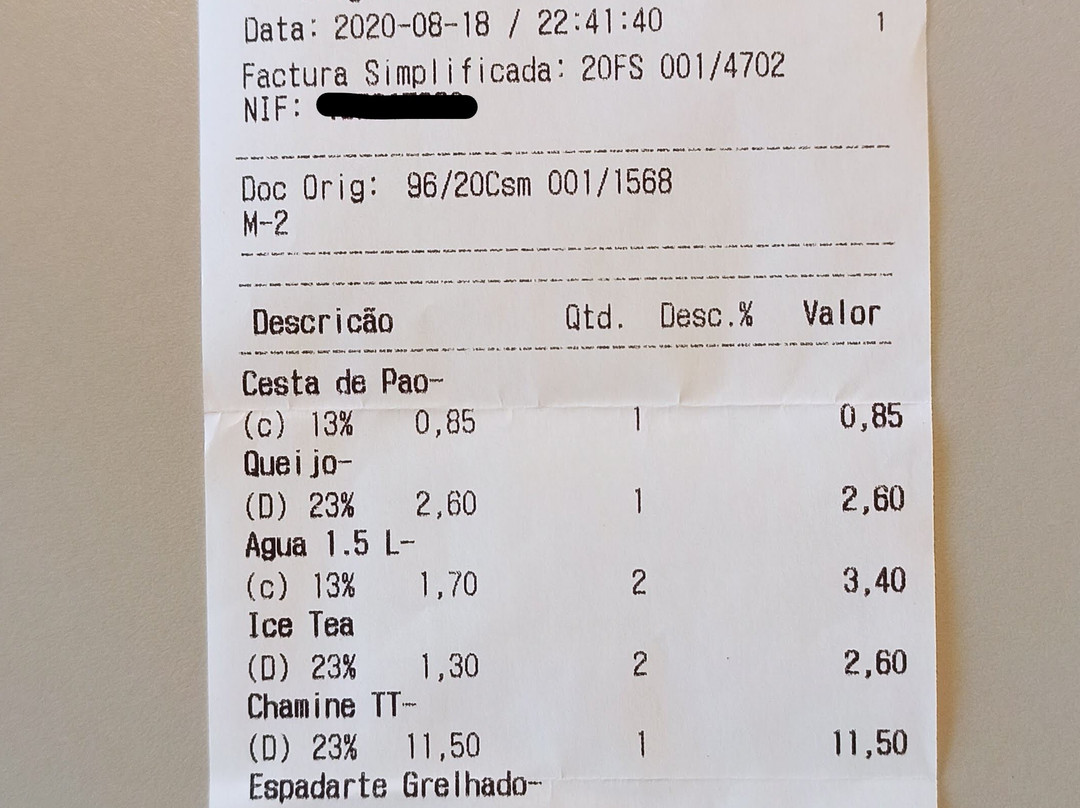 Data: 2020-08-18 / 22:41:40 1
Factura Simplificada: 20FS 001/4702
NIF:
Doc Orig: 96/20Csm 001/1568
M-2
Descricão Qtd. Desc.% Valor
Cesta de Pao-
(c) 13% 0,85 1 0,85
Queijo-
(D) 23% 2,60 1 2,60
Agua 1.5 L-
(c) 13% 1,70 2 3,40
Ice Tea
(D) 23% 1,30 2 2,60
Chamine TT-
(D) 23% 11,50 1 11,50
Espadarte Grelhado-